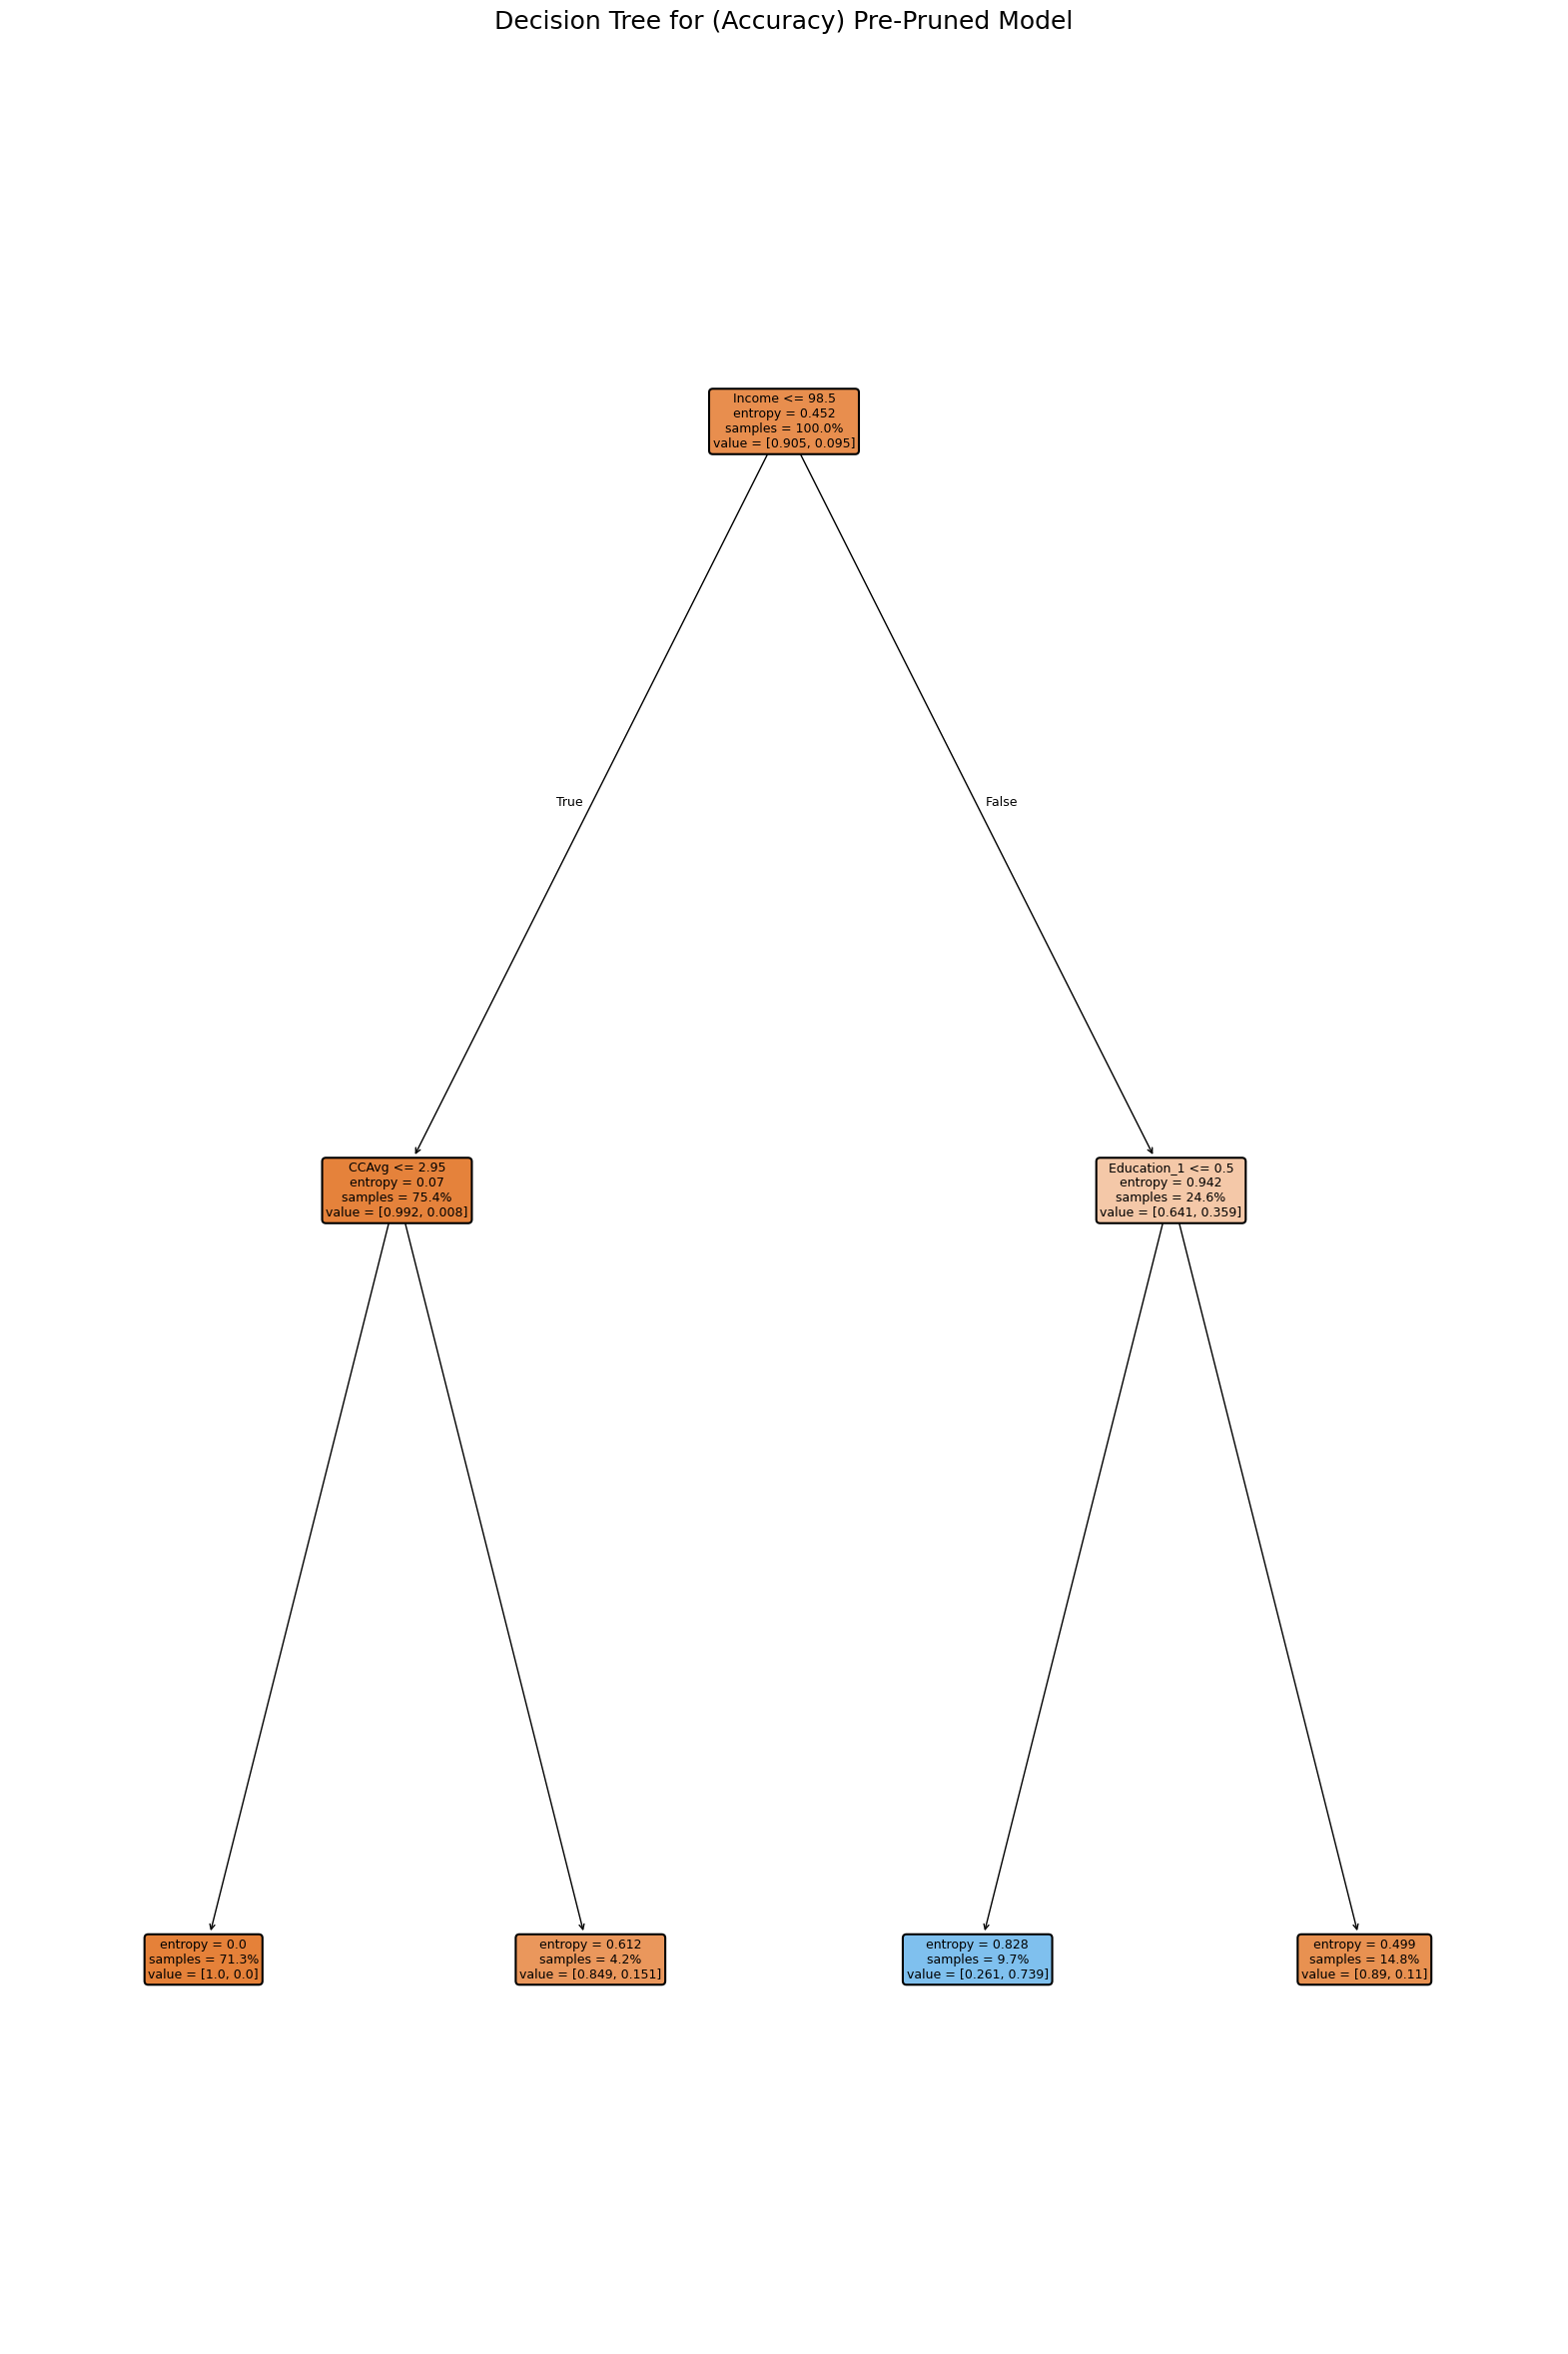 Decision Tree for (Accuracy) Pre-Pruned Model
Income <= 98.5
entropy = 0.452
samples = 100.0%
value = [0.905, 0.095]
True
False
CCAvg <= 2.95
entropy = 0.07
samples = 75.4%
value = [0.992, 0.008]
Education_1 <= 0.5
entropy = 0.942
samples = 24.6%
value = [0.641, 0.359]
entropy = 0.0
samples = 71.3%
value = [1.0, 0.0]
entropy = 0.612
samples = 4.2%
value = [0.849, 0.151]
entropy = 0.828
samples = 9.7%
value = [0.261, 0.739]
entropy = 0.499
samples = 14.8%
value = [0.89, 0.11]